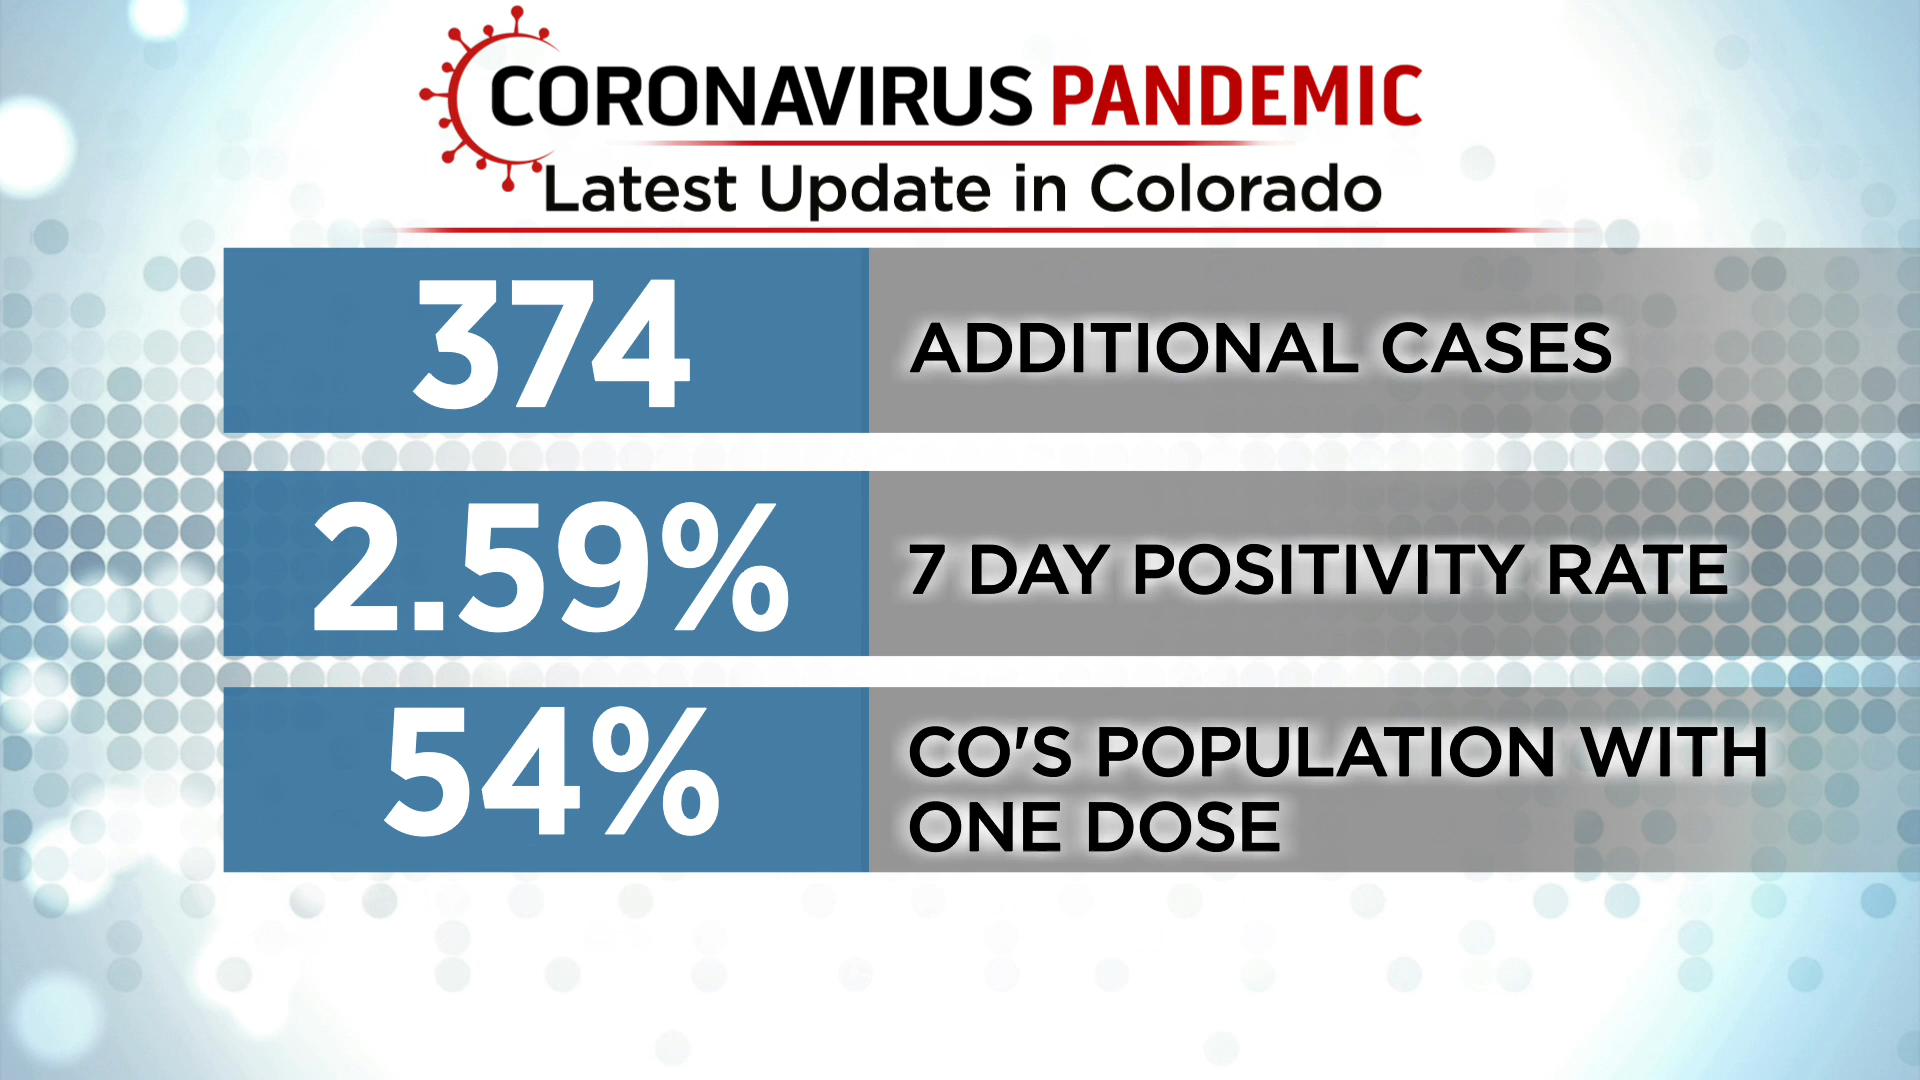 CORONAVIRUS PANDEMIC
Latest Update in Colorado
374
ADDITIONAL CASES
2.59%
7 DAY POSITIVITY RATE
54%
CO'S POPULATION WITH
ONE DOSE